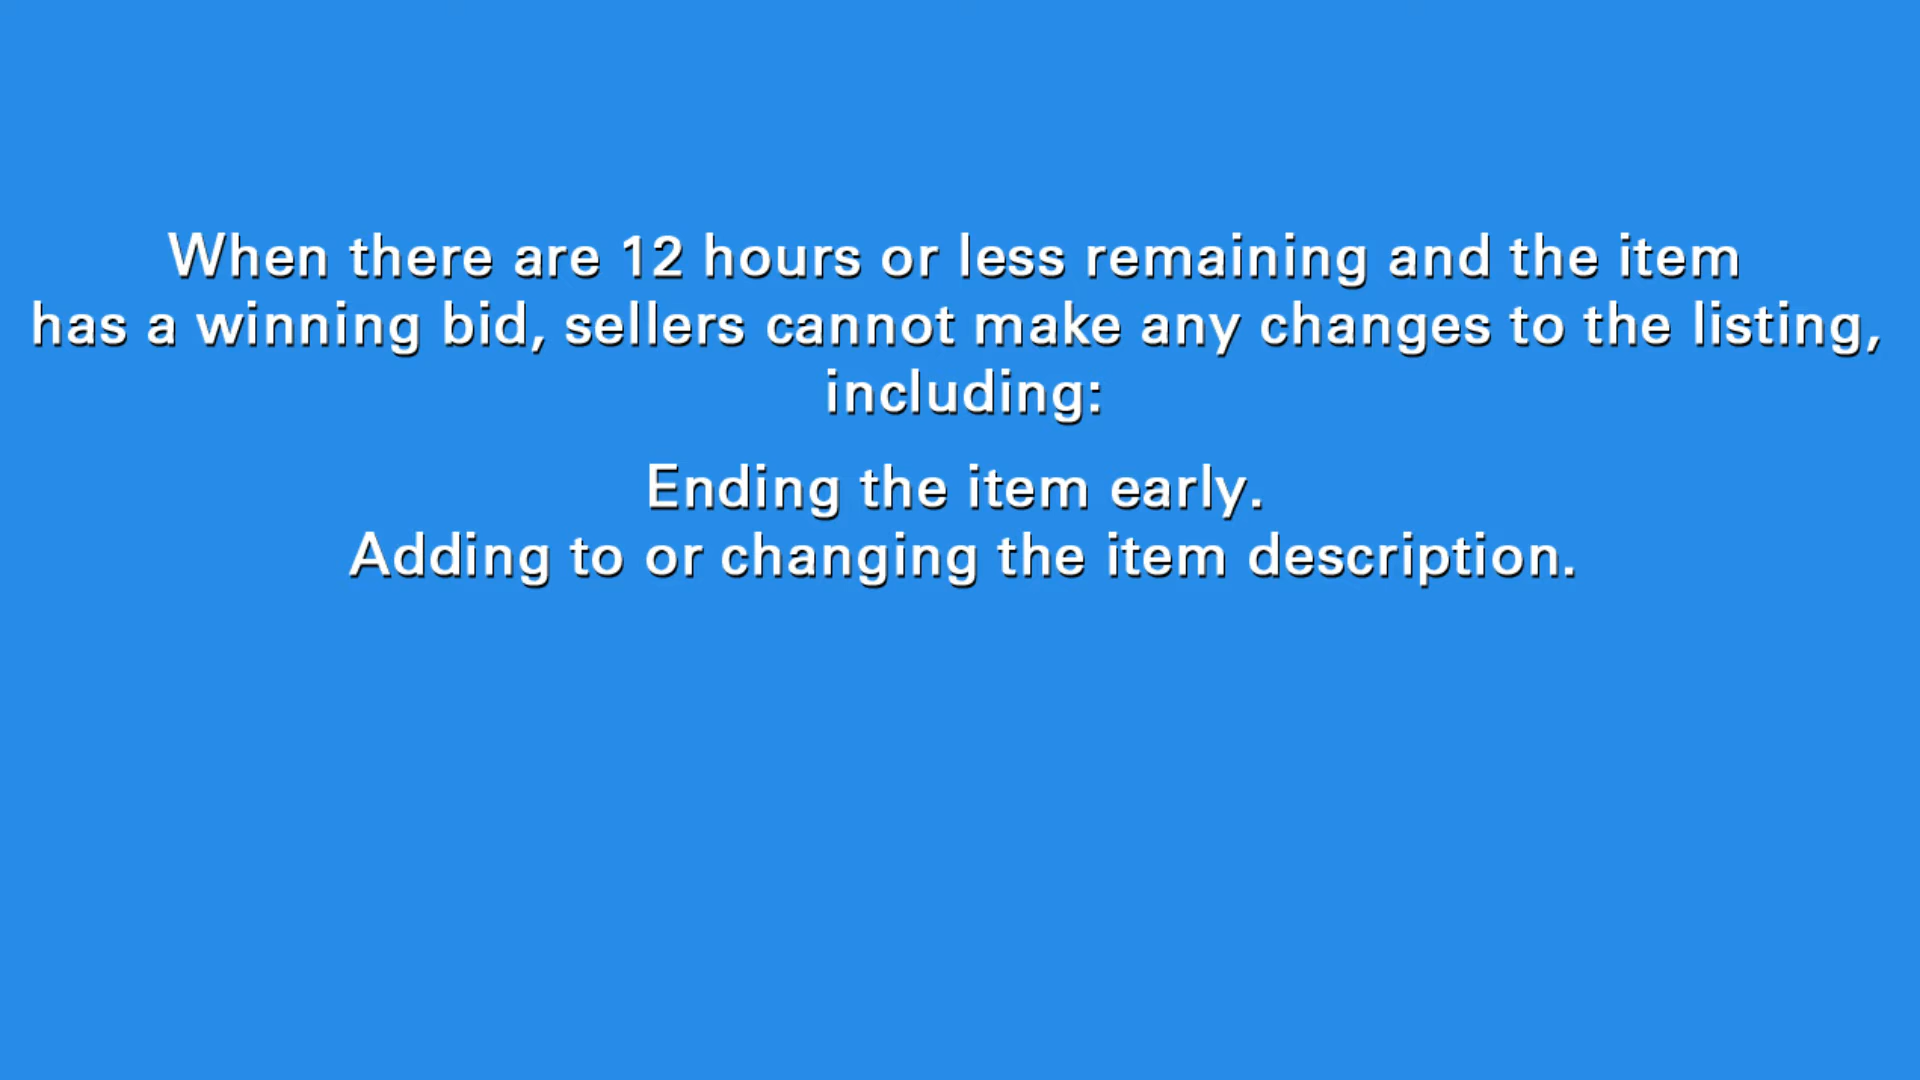 When there are 12 hours or less remaining and the item
has a winning bid, sellers cannot make any changes to the listing,
including:
Ending the item early.
Adding to or changing the item description.